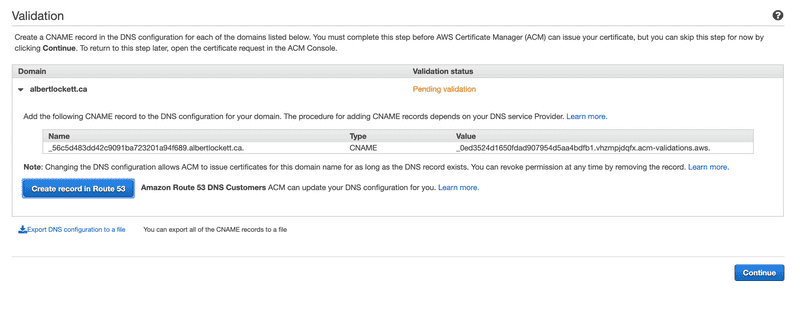 Validation
Create a CNAME record in the DNS configuration for each of the domains listed below. You must complete this step before AWS Certificate Manager (ACM) can issue your certificate, but you can skip this step for now by
clicking Continue. To return to this step later, open the certificate request in the ACM Console.
Domain Validation status
albertlockett.ca Pending validation
Add the following CNAME record to the DNS configuration for your domain. The procedure for adding CNAME records depends on your DNS service Provider. Learn more.
Name Type Value
_56c5d483dd42c9091ba723201a94f689.albertlockett.ca. CNAME _0ed3524d1650fdad907954d5aa4bdfb1.vhzmpjdqfx.acm-validations.aws.
Note: Changing the DNS configuration allows ACM to issue certificates for this domain name for as long as the DNS record exists. You can revoke permission at any time by removing the record. Learn more.
Create record in Route 53 Amazon Route 53 DNS Customers ACM can update your DNS configuration for you. Learn more.
Export DNS configuration to a file You can export all of the CNAME records to a file
Continue